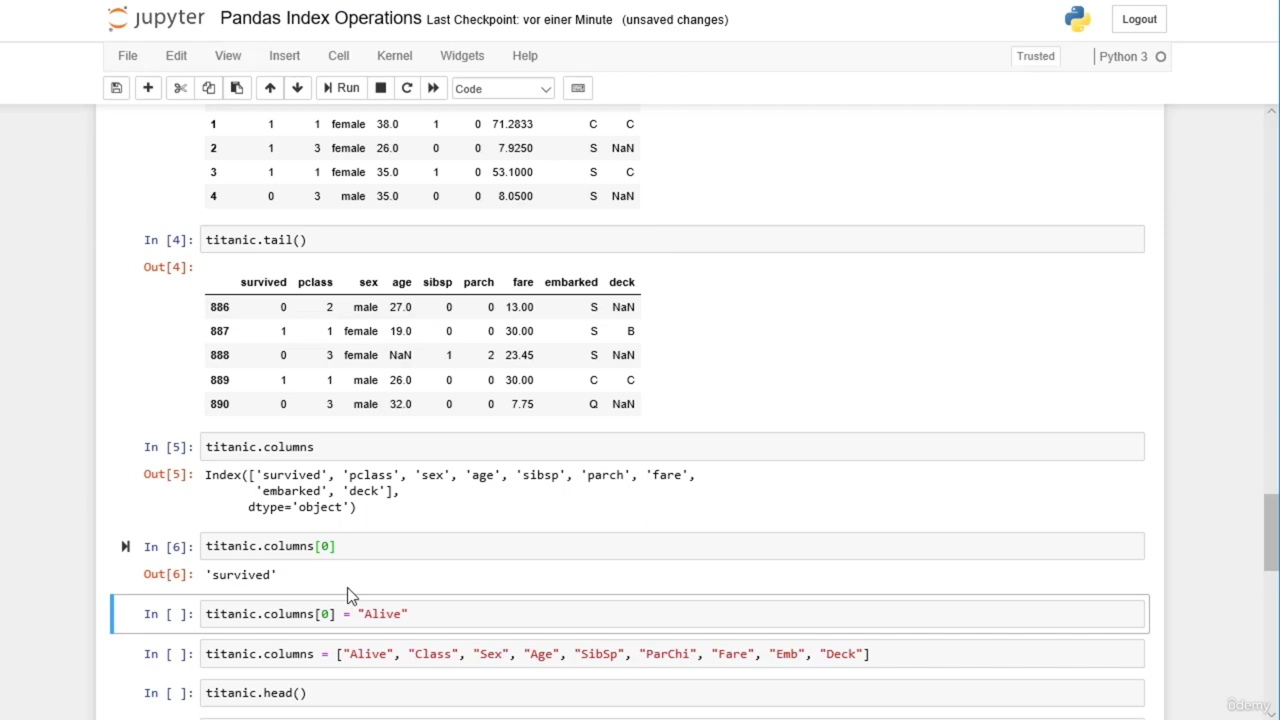 jupyter Pandas Index Operations Last Checkpoint: vor einer Minute (unsaved changes) Logout
File Edit View Insert Cell Kernel Widgets Help Trusted Python 3
Run Code
1 1 1 female 38.0 1 0 71.2833 C C
2 1 3 female 26.0 0 0 7.9250 S NaN
3 1 1 female 35.0 1 0 53.1000 S C
4 0 3 male 35.0 0 0 8.0500 S NaN
In [4]: titanic.tail()
Out[4]:
survived pclass sex age sibsp parch fare embarked deck
886 0 2 male 27.0 0 0 13.00 S NaN
887 1 1 female 19.0 0 0 30.00 S B
888 0 3 female NaN 1 2 23.45 S NaN
889 1 1 male 26.0 0 0 30.00 C C
890 0 3 male 32.0 0 0 7.75 Q NaN
In [5]: titanic.columns
Out[5]: Index(['survived', 'pclass', 'sex', 'age', 'sibsp', 'parch', 'fare',
'embarked', 'deck'],
dtype='object')
In [6]: titanic.columns[0]
Out[6]: 'survived'
In [ ]: titanic.columns[0] = "Alive"
In [ ]: titanic.columns = ["Alive", "Class", "Sex", "Age", "SibSp", "ParChi", "Fare", "Emb", "Deck"]
In [ ]: titanic.head()
ûdemy